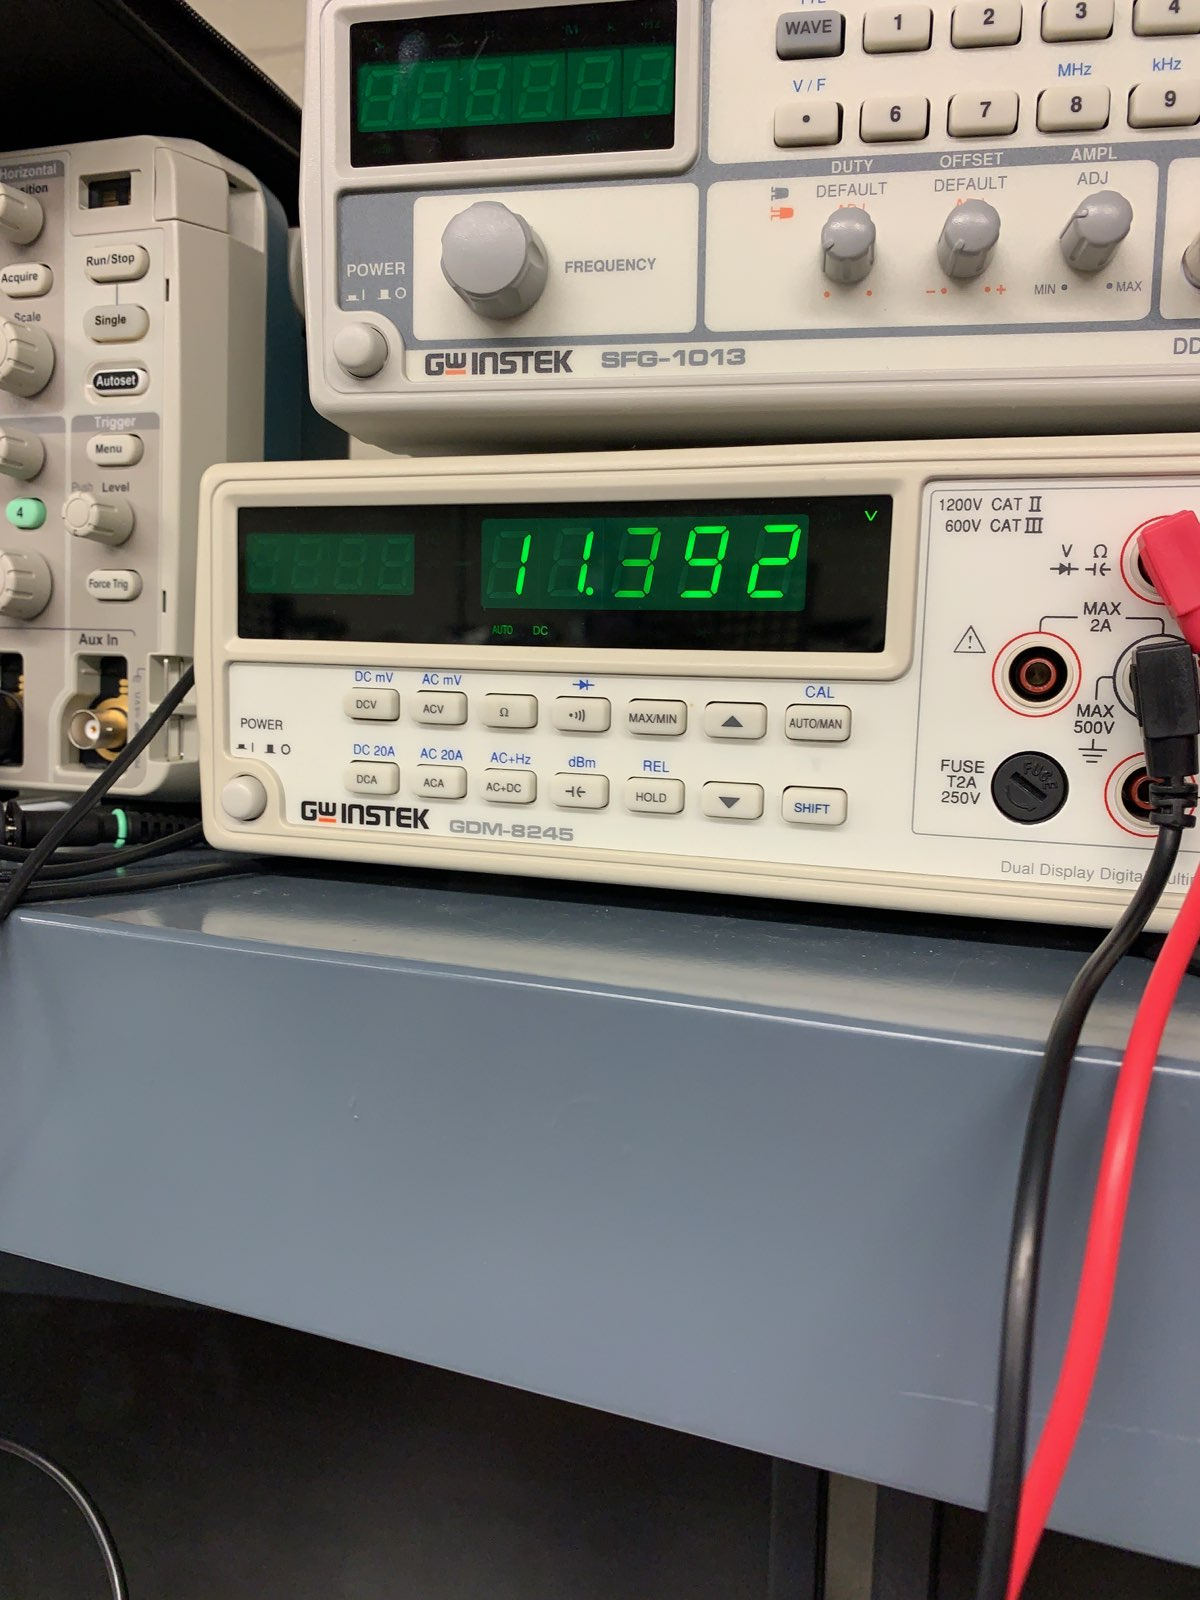 WAVE
1
2
3
4
V / F
MHz
kHz
6
7
8
9
DUTY
OFFSET
AMPL
DEFAULT
DEFAULT
ADJ
POWER
FREQUENCY
MIN
MAX
GWINSTEK SFG-1013
Horizontal
Run/Stop
Acquire
Scale
Single
Autoset
Trigger
Menu
Push Level
4
Force Trig
Aux In
11.392
V
AUTO DC
1200V CAT II
600V CAT III
V Ω
MAX
2A
MAX
500V
FUSE
T2A
250V
FUSE
DC mV
AC mV
CAL
DCV
ACV
Ω
MAX/MIN
AUTO/MAN
POWER
DC 20A
AC 20A
AC+Hz
dBm
REL
DCA
ACA
AC+DC
HOLD
SHIFT
GWINSTEK GDM-8245
Dual Display Digital